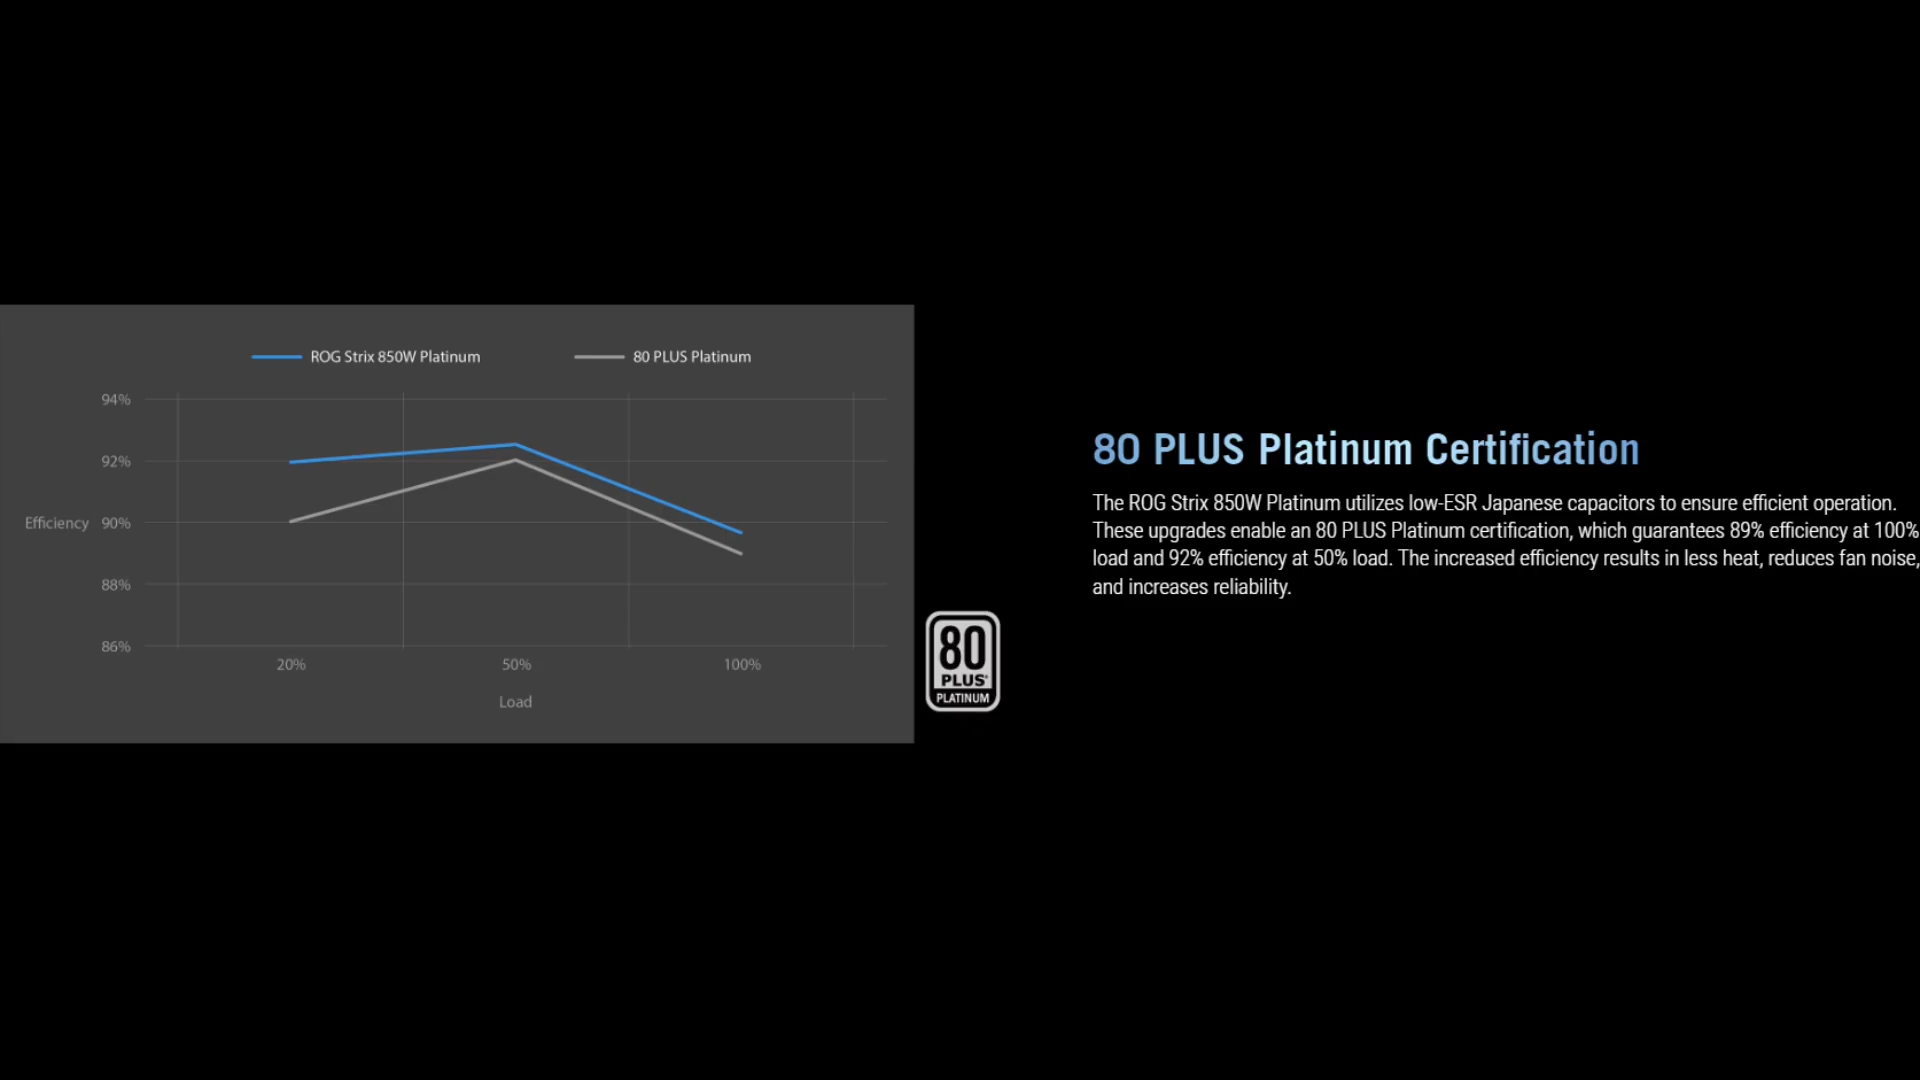 ROG Strix 850W Platinum
80 PLUS Platinum
94%
92%
Efficiency 90%
88%
86%
20% 50% 100%
Load
80
PLUS®
PLATINUM
80 PLUS Platinum Certification
The ROG Strix 850W Platinum utilizes low-ESR Japanese capacitors to ensure efficient operation.
These upgrades enable an 80 PLUS Platinum certification, which guarantees 89% efficiency at 100%
load and 92% efficiency at 50% load. The increased efficiency results in less heat, reduces fan noise,
and increases reliability.